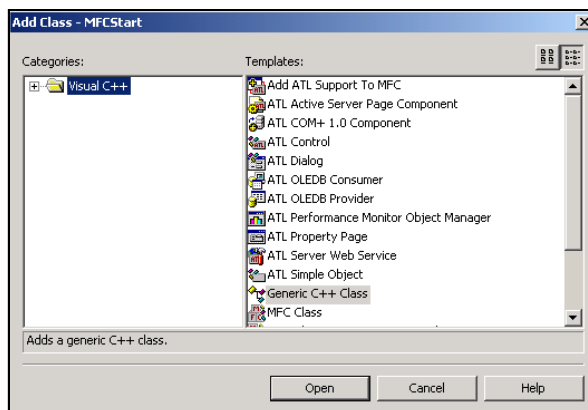 Add Class - MFCStart
Categories:
Templates:
Visual C++
Add ATL Support To MFC
ATL Active Server Page Component
ATL COM+ 1.0 Component
ATL Control
ATL Dialog
ATL OLEDB Consumer
ATL OLEDB Provider
ATL Performance Monitor Object Manager
ATL Property Page
ATL Server Web Service
ATL Simple Object
Generic C++ Class
MFC Class
Adds a generic C++ class.
Open
Cancel
Help